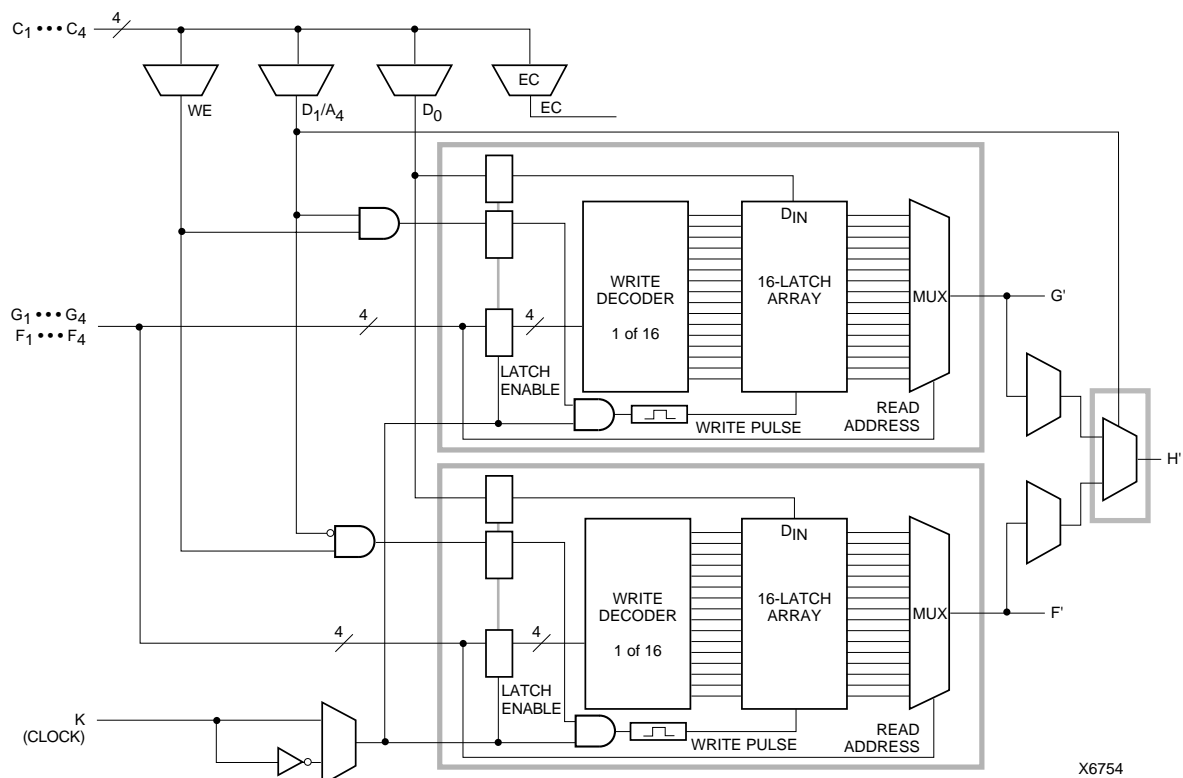 C1 ••• C4
4
EC
WE
D1/A4
D0
EC
DIN
WRITE
DECODER
1 of 16
16-LATCH
ARRAY
MUX
G'
G1 ••• G4
F1 ••• F4
4
4
LATCH
ENABLE
WRITE PULSE
READ
ADDRESS
H'
DIN
WRITE
DECODER
1 of 16
16-LATCH
ARRAY
MUX
F'
4
4
LATCH
ENABLE
WRITE PULSE
READ
ADDRESS
K
(CLOCK)
X6754